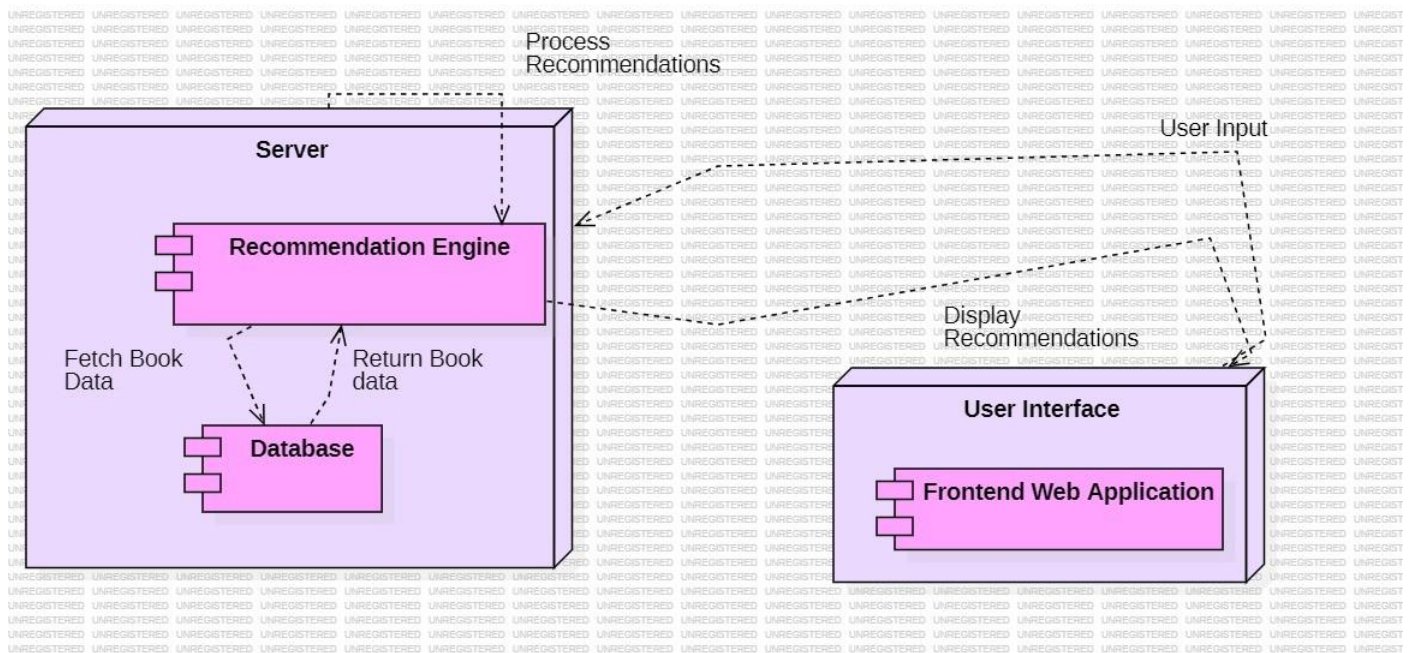 Process
Recommendations
User Input
Server
Recommendation Engine
Display
Recommendations
Fetch Book
Data
Return Book
data
User Interface
Database
Frontend Web Application
UNREGISTERED